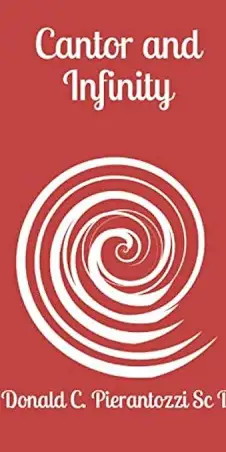 Cantor and
Infinity
Donald C. Pierantozzi Sc